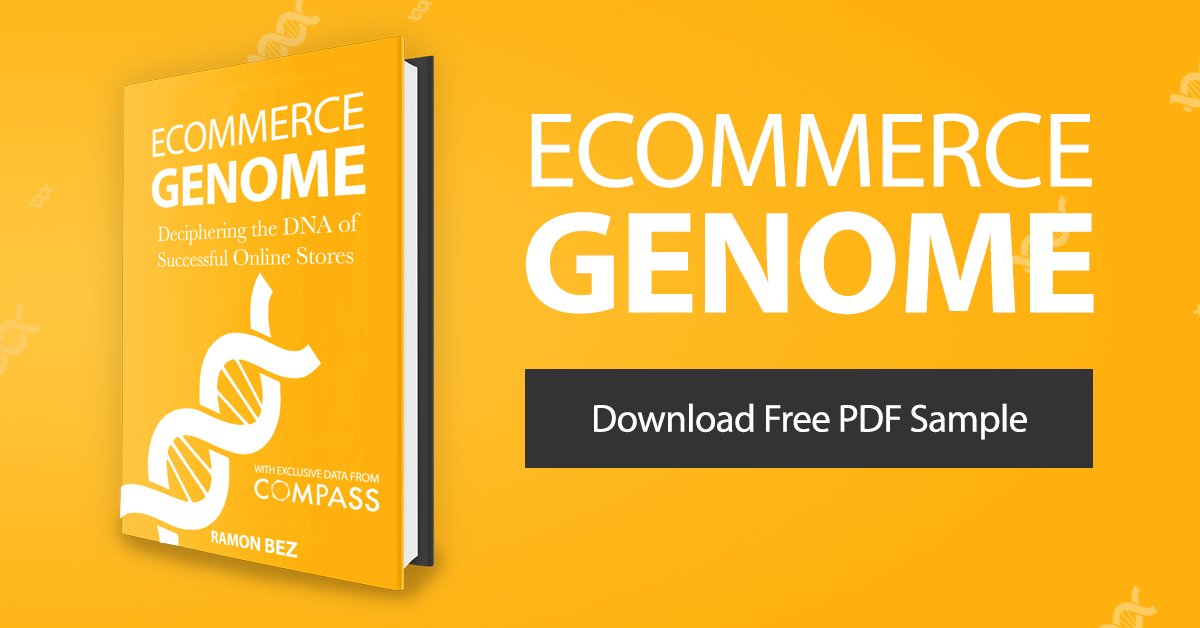 ECOMMERCE
GENOME
Deciphering the DNA of
Successful Online Stores
WITH EXCLUSIVE DATA FROM
COMPASS
RAMON BEZ
ECOMMERCE
GENOME
Download Free PDF Sample